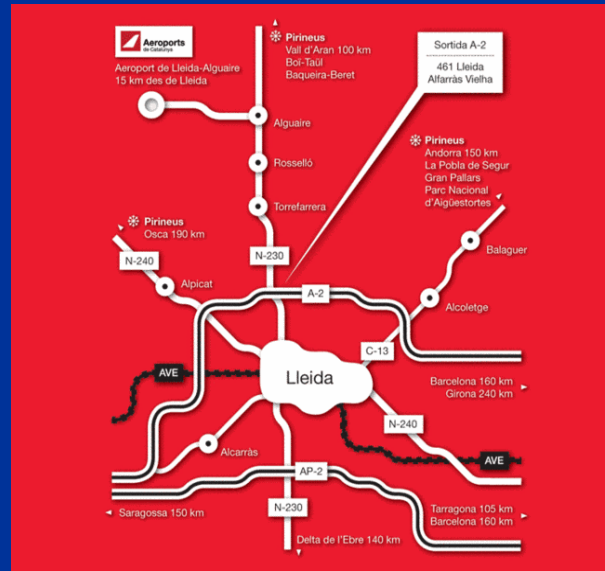 Aeroports
de Catalunya
Aeroport de Lleida-Alguaire
15 km des de Lleida
Pirineus
Vall d'Aran 100 km
Boí-Taüll
Baqueira-Beret
Sortida A-2
461 Lleida
Alfarràs Vielha
Alguaire
Rosselló
Torrefarrera
Pirineus
Andorra 150 km
La Pobla de Segur
Gran Pallars
Parc Nacional
d'Aigüestortes
Pirineus
Osca 190 km
N-240
N-230
Balaguer
Alpicat
A-2
Alcoletge
C-13
AVE
Lleida
Barcelona 160 km
Girona 240 km
N-240
Alcarràs
AP-2
AVE
N-230
Saragossa 150 km
Tarragona 105 km
Barcelona 160 km
Delta de l'Ebre 140 km